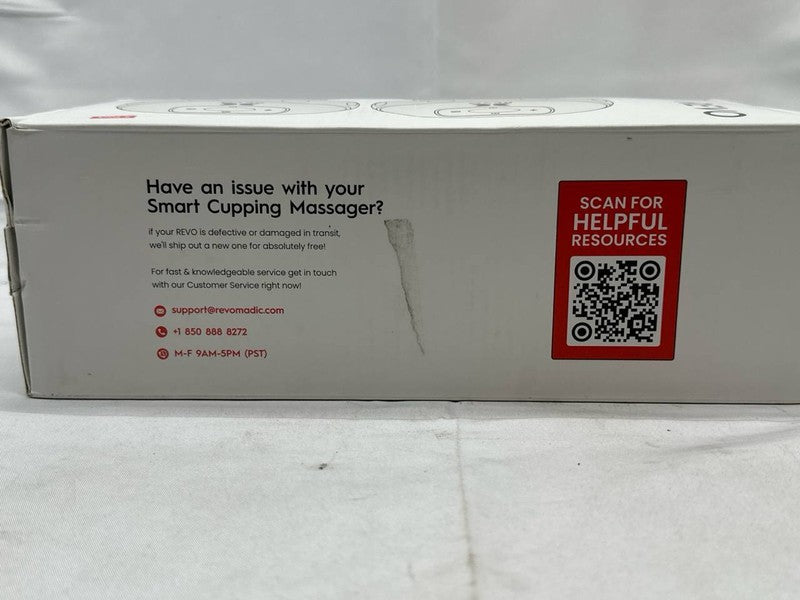 Have an issue with your
Smart Cupping Massager?
if your REVO is defective or damaged in transit,
we'll ship out a new one for absolutely free!
For fast & knowledgeable service get in touch
with our Customer Service right now!
support@revomadic.com
+1 850 888 8272
M-F 9AM-5PM (PST)
SCAN FOR
HELPFUL
RESOURCES